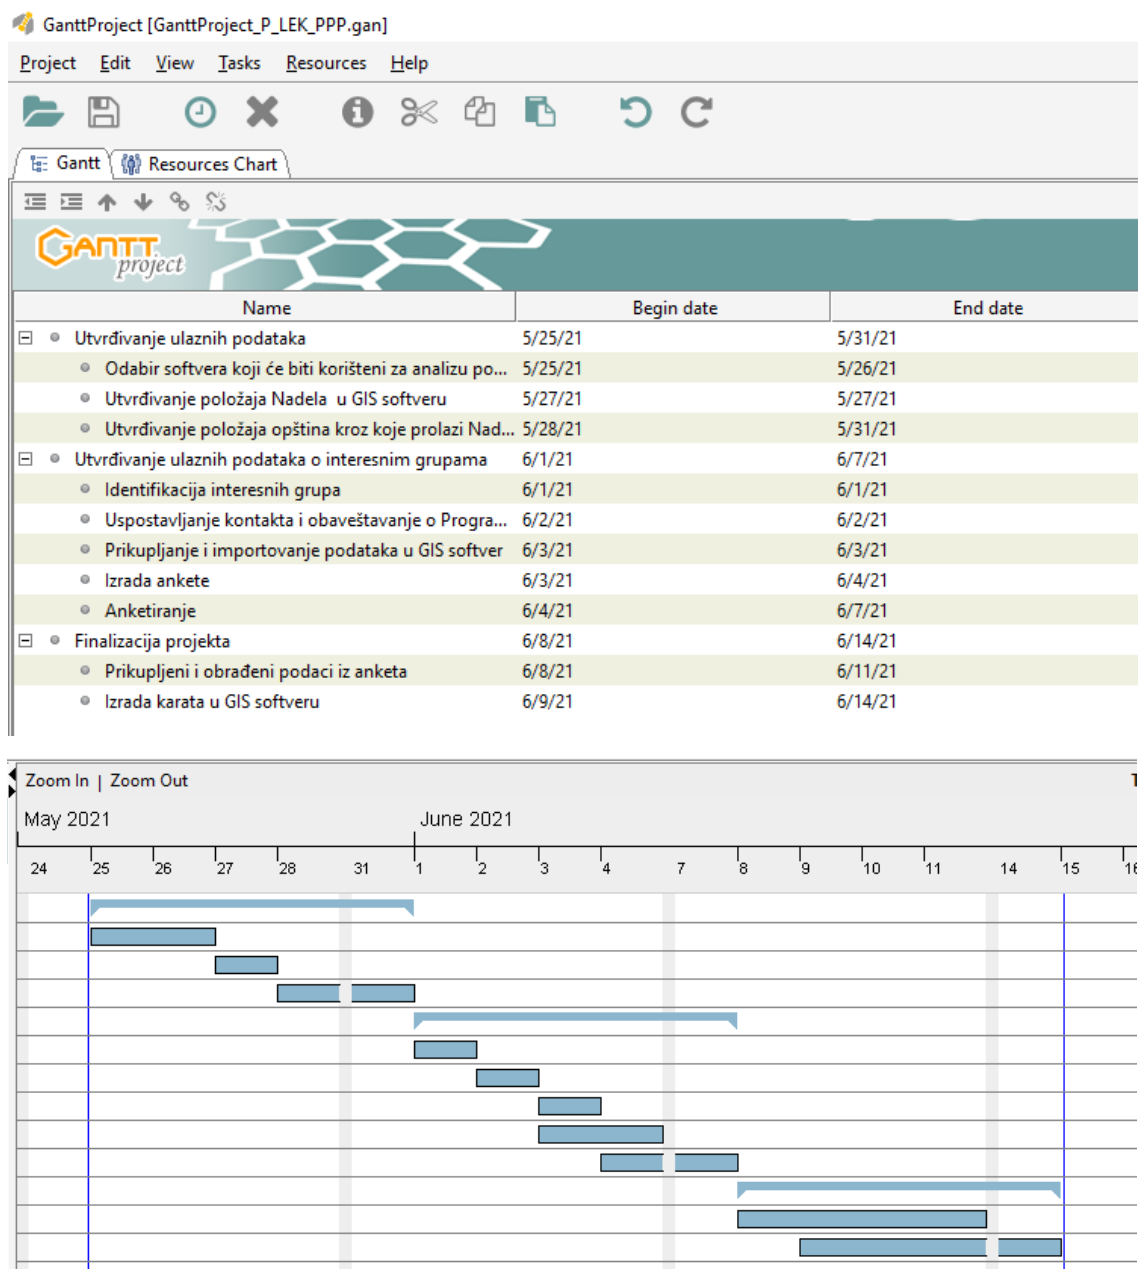 GanttProject [GanttProject_P_LEK_PPP.gan]
Project Edit View Tasks Resources Help
Gantt Resources Chart
GANTT
project
Name Begin date End date
Utvrđivanje ulaznih podataka 5/25/21 5/31/21
Odabir softvera koji će biti korišteni za analizu po... 5/25/21 5/26/21
Utvrđivanje položaja Nadela u GIS softveru 5/27/21 5/27/21
Utvrđivanje položaja opština kroz koje prolazi Nad... 5/28/21 5/31/21
Utvrđivanje ulaznih podataka o interesnim grupama 6/1/21 6/7/21
Identifikacija interesnih grupa 6/1/21 6/1/21
Uspostavljanje kontakta i obaveštavanje o Progra... 6/2/21 6/2/21
Prikupljanje i importovanje podataka u GIS softver 6/3/21 6/3/21
Izrada ankete 6/3/21 6/4/21
Anketiranje 6/4/21 6/7/21
Finalizacija projekta 6/8/21 6/14/21
Prikupljeni i obrađeni podaci iz anketa 6/8/21 6/11/21
Izrada karata u GIS softveru 6/9/21 6/14/21
Zoom In | Zoom Out
May 2021 June 2021
24 25 26 27 28 31 1 2 3 4 7 8 9 10 11 14 15